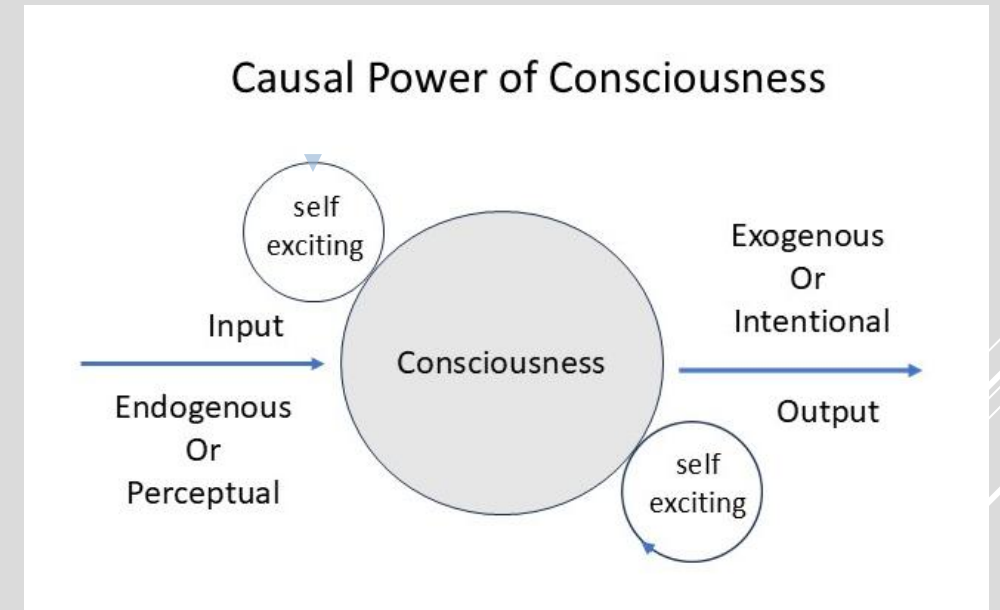 Causal Power of Consciousness
self
exciting
Input
Endogenous
Or
Perceptual
Consciousness
Exogenous
Or
Intentional
Output
self
exciting